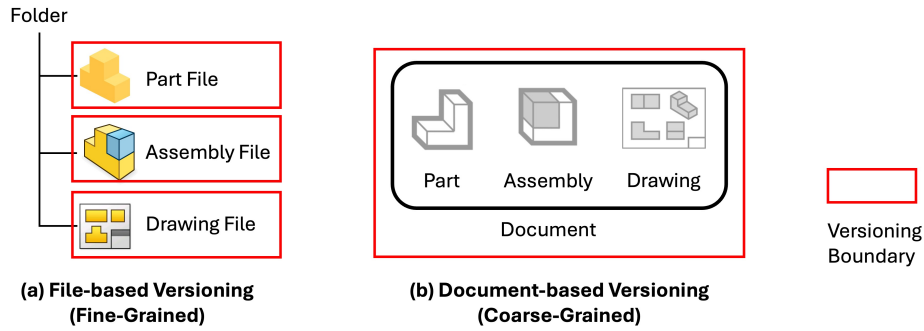 Folder
Part File
Assembly File
Drawing File
(a) File-based Versioning
(Fine-Grained)
Part
Assembly
Drawing
Document
(b) Document-based Versioning
(Coarse-Grained)
Versioning
Boundary